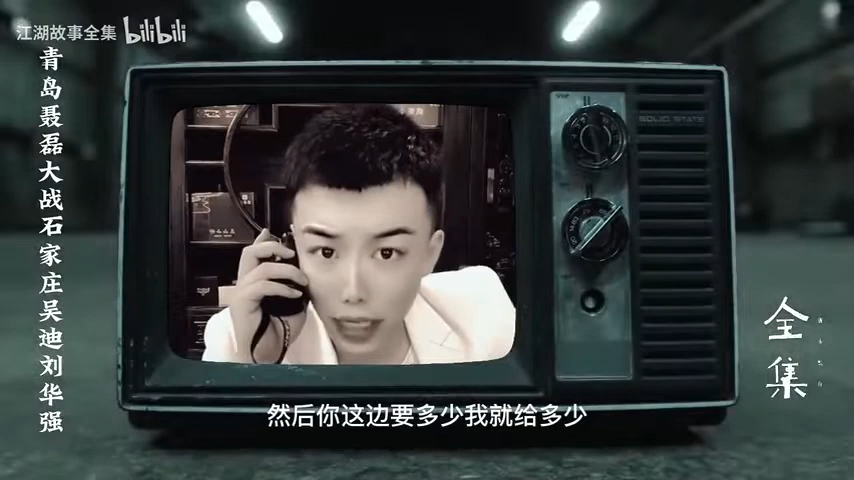 江湖故事全集 bilibili
青岛聂磊大战石家庄吴迪刘华强
SOLID STATE
全集
然后你这边要多少我就给多少